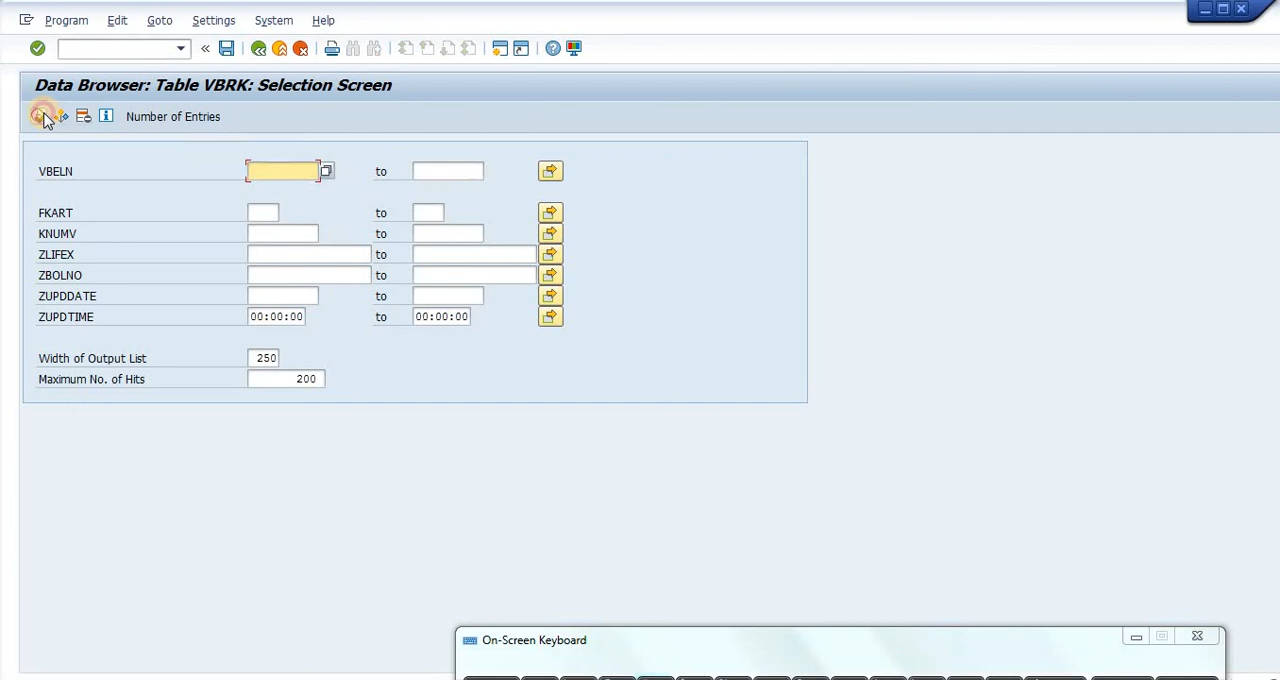 Program Edit Goto Settings System Help
Data Browser: Table VBRK: Selection Screen
Number of Entries
VBELN to
FKART to
KNUMV to
ZLIFEX to
ZBOLNO to
ZUPDDATE to
ZUPDTIME 00:00:00 to 00:00:00
Width of Output List 250
Maximum No. of Hits 200
On-Screen Keyboard